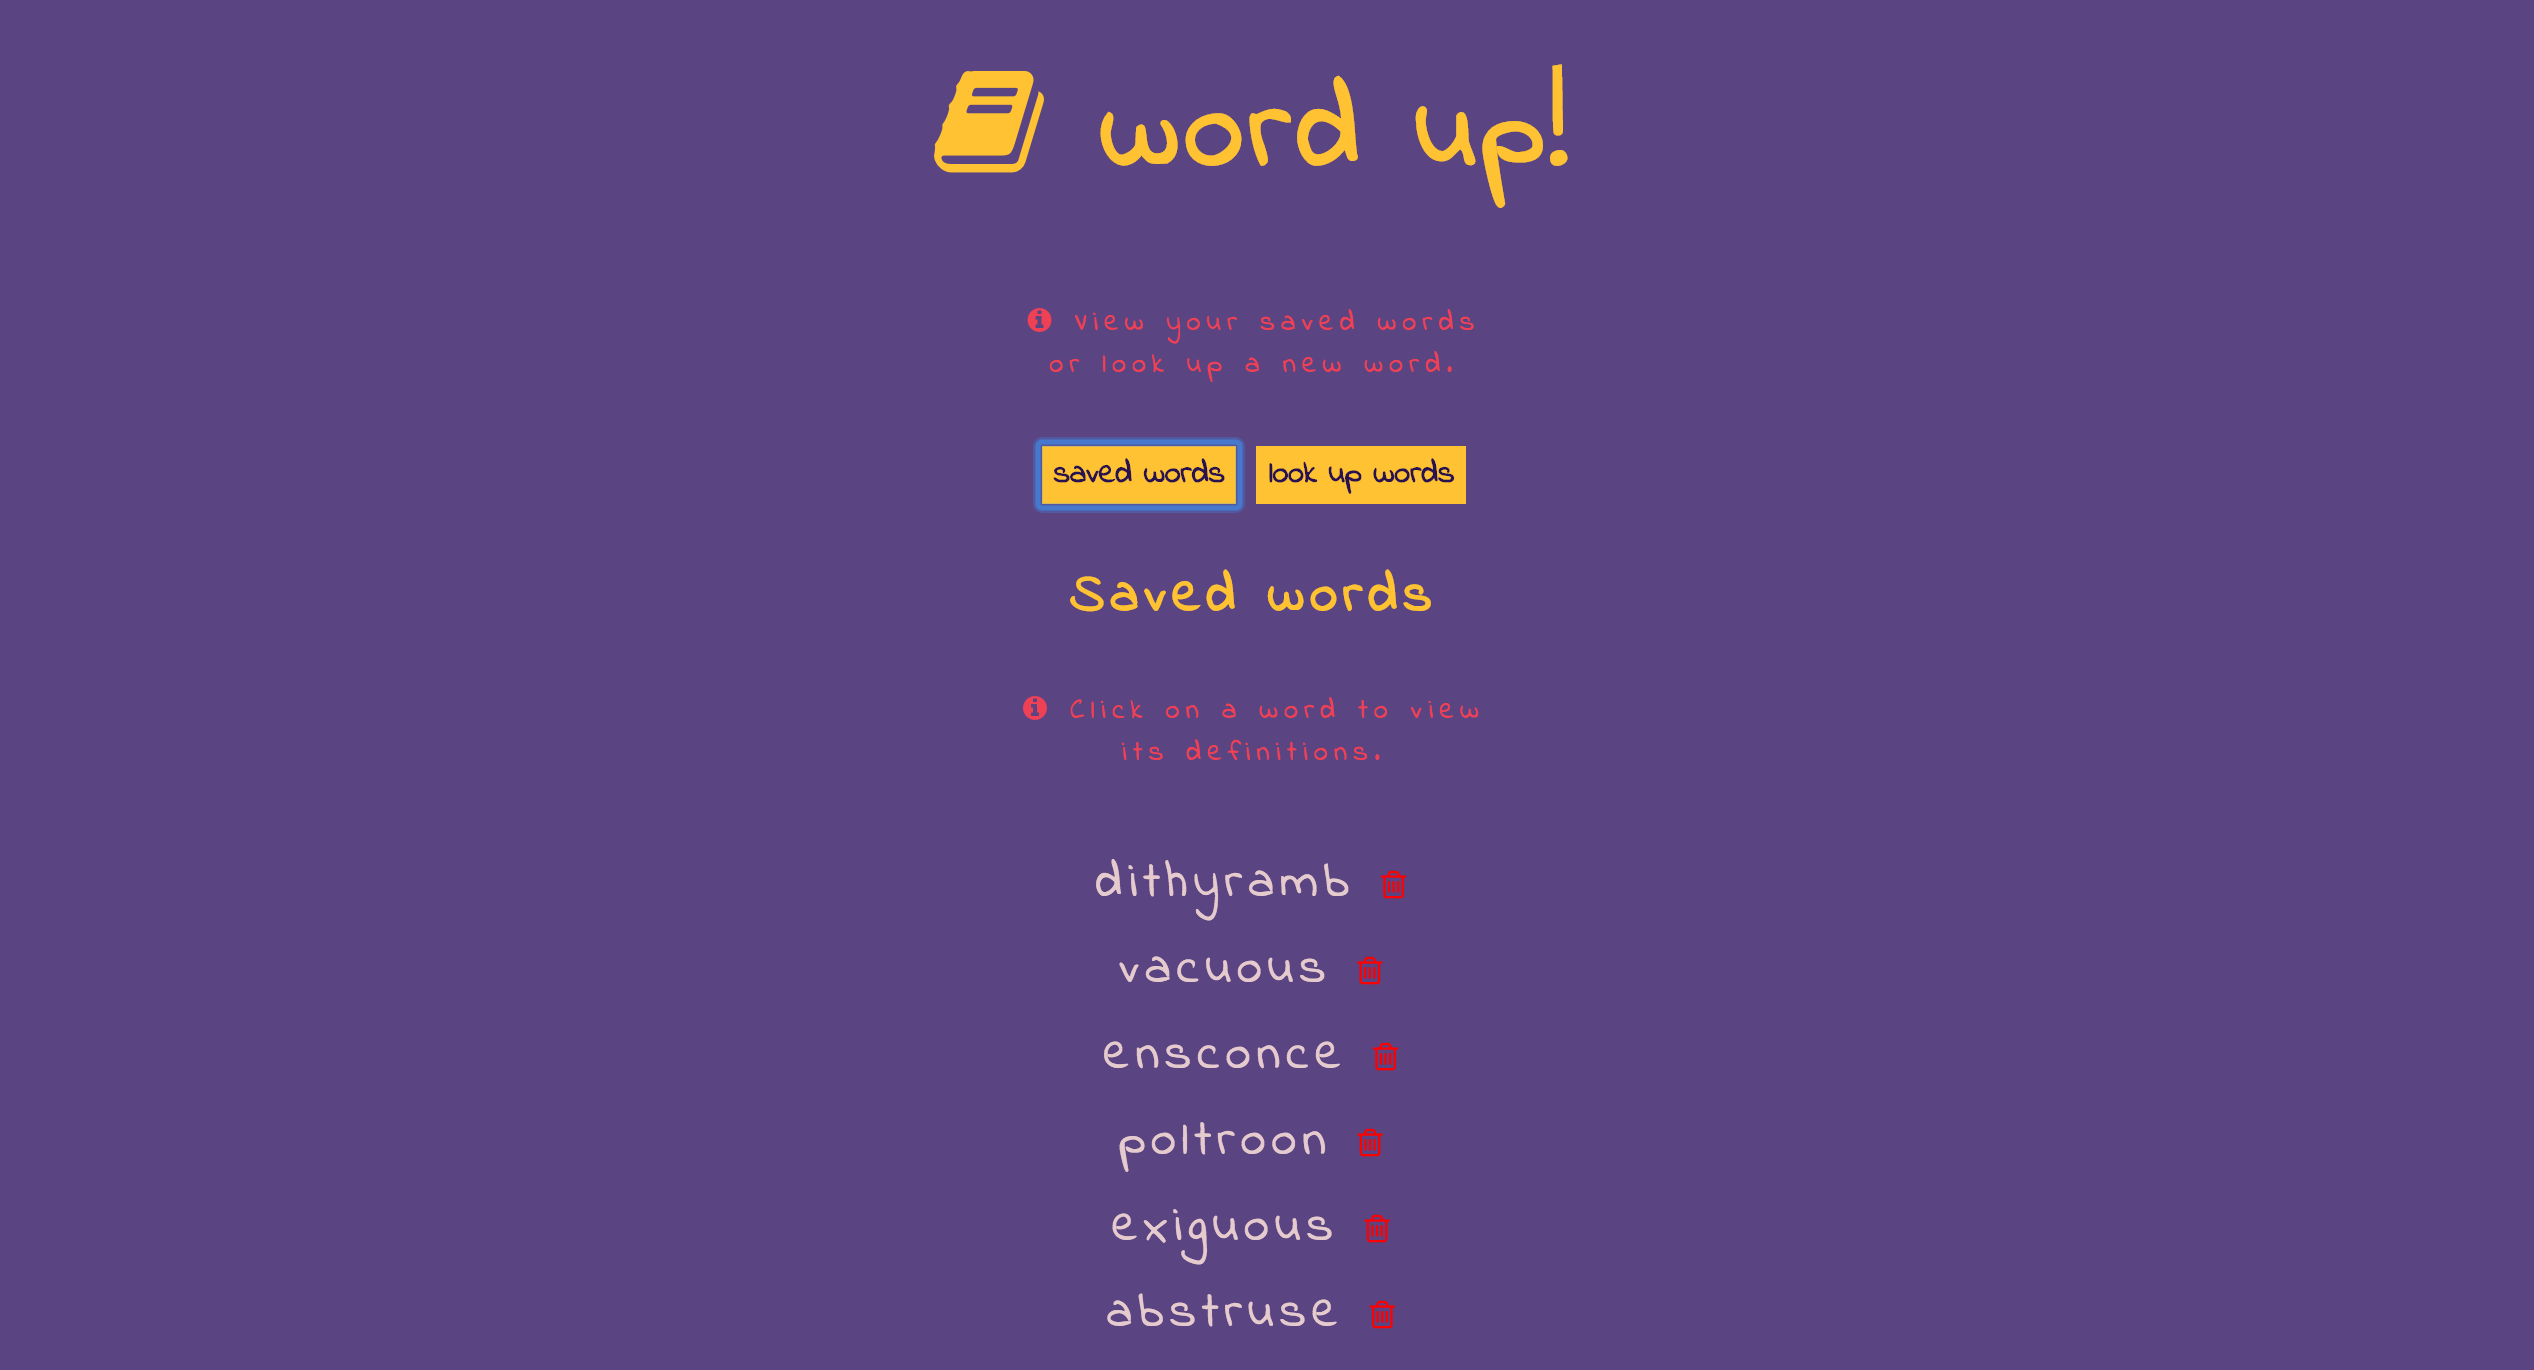 word up!
View your saved words
or look up a new word.
saved words look up words
Saved words
Click on a word to view
its definitions.
dithyramb
vacuous
ensconce
poltroon
exiguous
abstruse